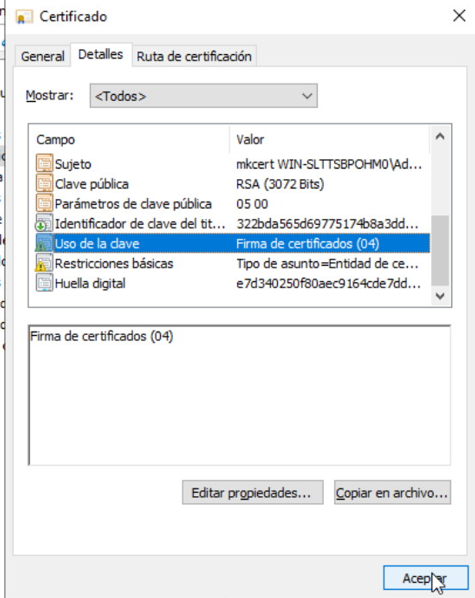 Certificado
General Detalles Ruta de certificación
Mostrar: <Todos>
Campo Valor
Sujeto mkcert WIN-SLTTSBPOHM0\Ad...
Clave pública RSA (3072 Bits)
Parámetros de clave pública 05 00
Identificador de clave del tit... 322bda565d69775174b8a3dd...
Uso de la clave Firma de certificados (04)
Restricciones básicas Tipo de asunto=Entidad de ce...
Huella digital e7d340250f80aec9164cde7dd...
Firma de certificados (04)
Editar propiedades... Copiar en archivo...
Aceptar